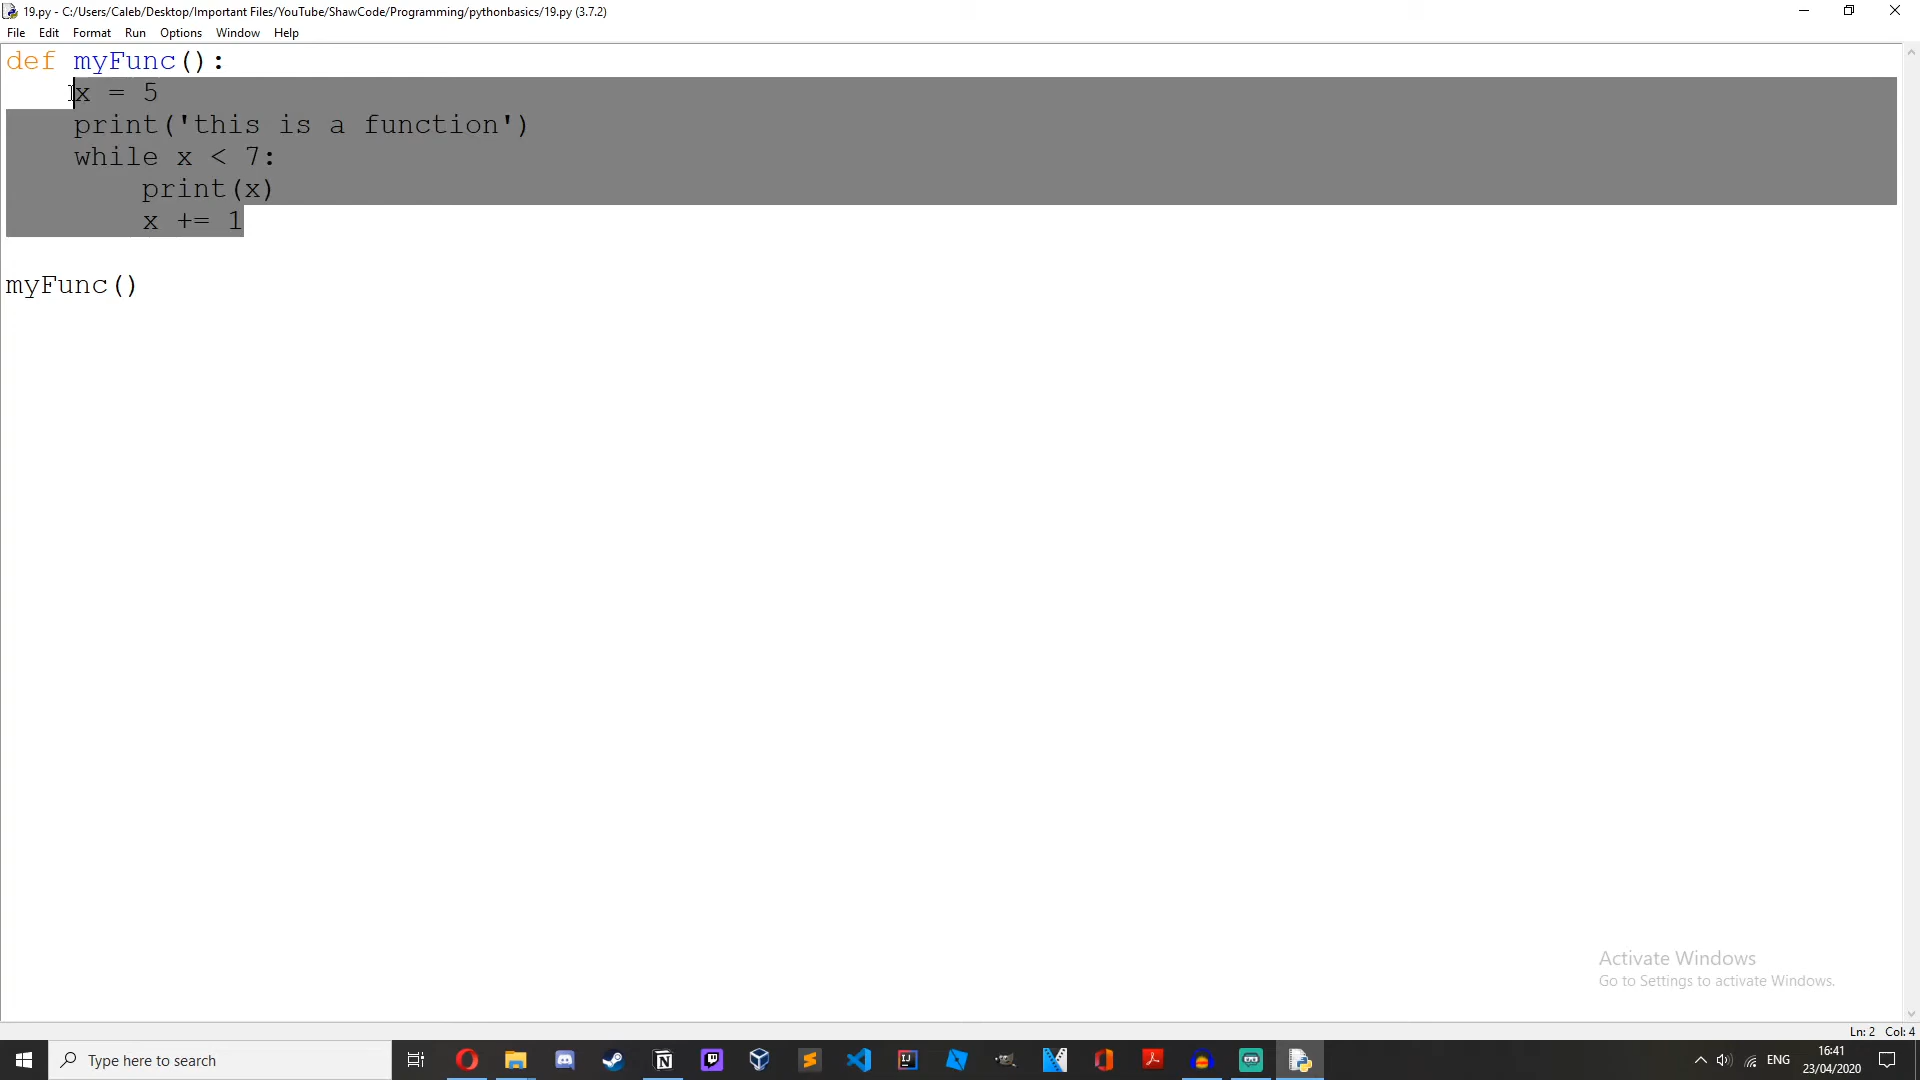 19.py - C:/Users/Caleb/Desktop/Important Files/YouTube/ShawCode/Programming/pythonbasics/19.py (3.7.2)
File Edit Format Run Options Window Help
def myFunc():
    x = 5
    print('this is a function')
    while x < 7:
        print(x)
        x += 1

myFunc()
Activate Windows
Go to Settings to activate Windows.
Ln: 2 Col: 4
Type here to search
ENG
16:41
23/04/2020